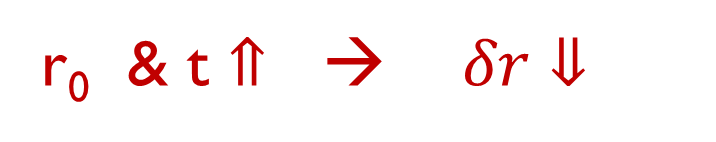 r₀ & t ⇑ → δr ⇓